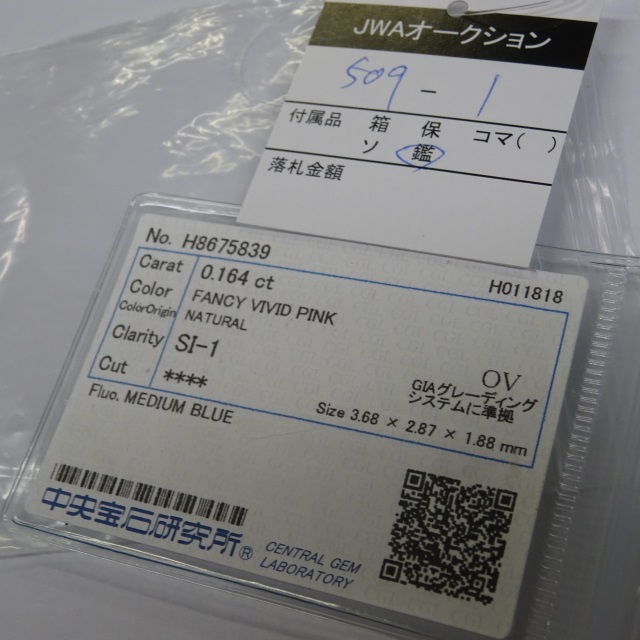 JWAオークション
509 - 1
付属品 箱 保 コマ( )
ソ 鑑
落札金額
No. H8675839 H011818
Carat 0.164 ct
Color FANCY VIVID PINK
ColorOrigin NATURAL
Clarity SI-1
Cut ****
OV
GIAグレーディング
システムに準拠
Fluo. MEDIUM BLUE
Size 3.68 × 2.87 × 1.88 mm
中央宝石研究所®
CENTRAL GEM
LABORATORY